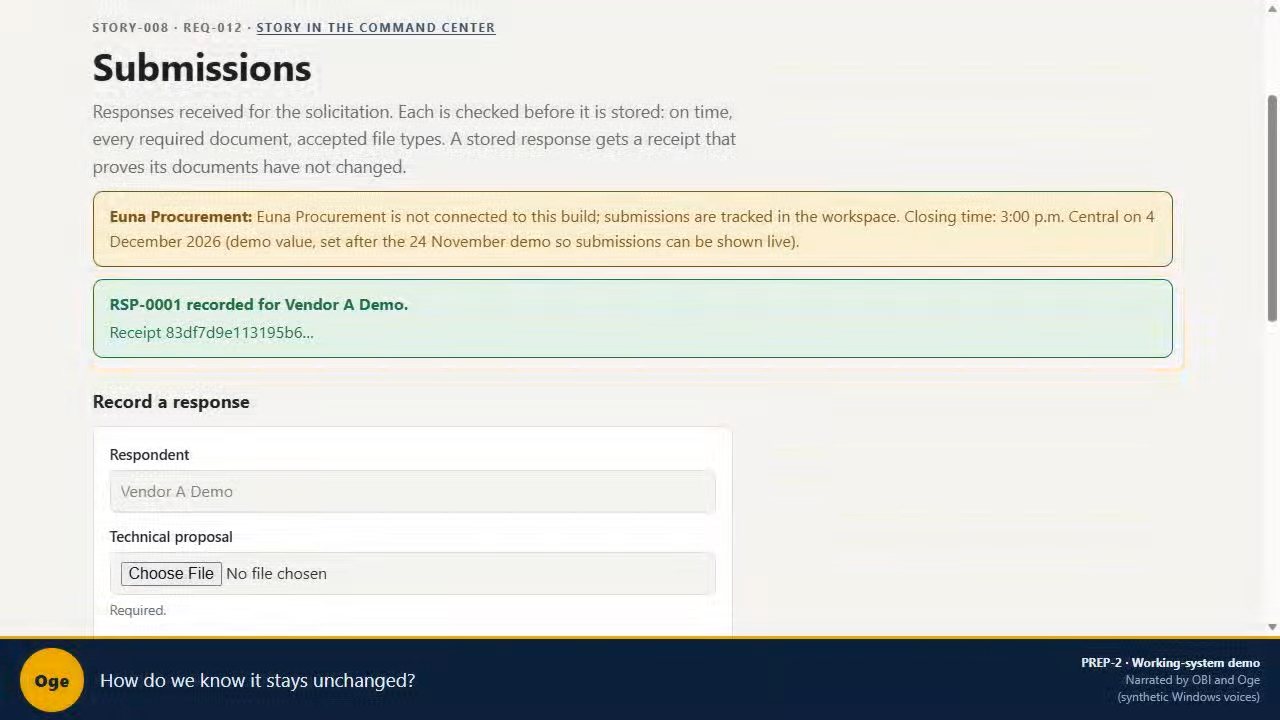 STORY-008 · REQ-012 · STORY IN THE COMMAND CENTER
Submissions
Responses received for the solicitation. Each is checked before it is stored: on time,
every required document, accepted file types. A stored response gets a receipt that
proves its documents have not changed.
Euna Procurement: Euna Procurement is not connected to this build; submissions are tracked in the workspace. Closing time: 3:00 p.m. Central on 4
December 2026 (demo value, set after the 24 November demo so submissions can be shown live).
RSP-0001 recorded for Vendor A Demo.
Receipt 83df7d9e113195b6...
Record a response
Respondent
Vendor A Demo
Technical proposal
Choose File No file chosen
Required.
Oge
How do we know it stays unchanged?
PREP-2 · Working-system demo
Narrated by OBI and Oge
(synthetic Windows voices)